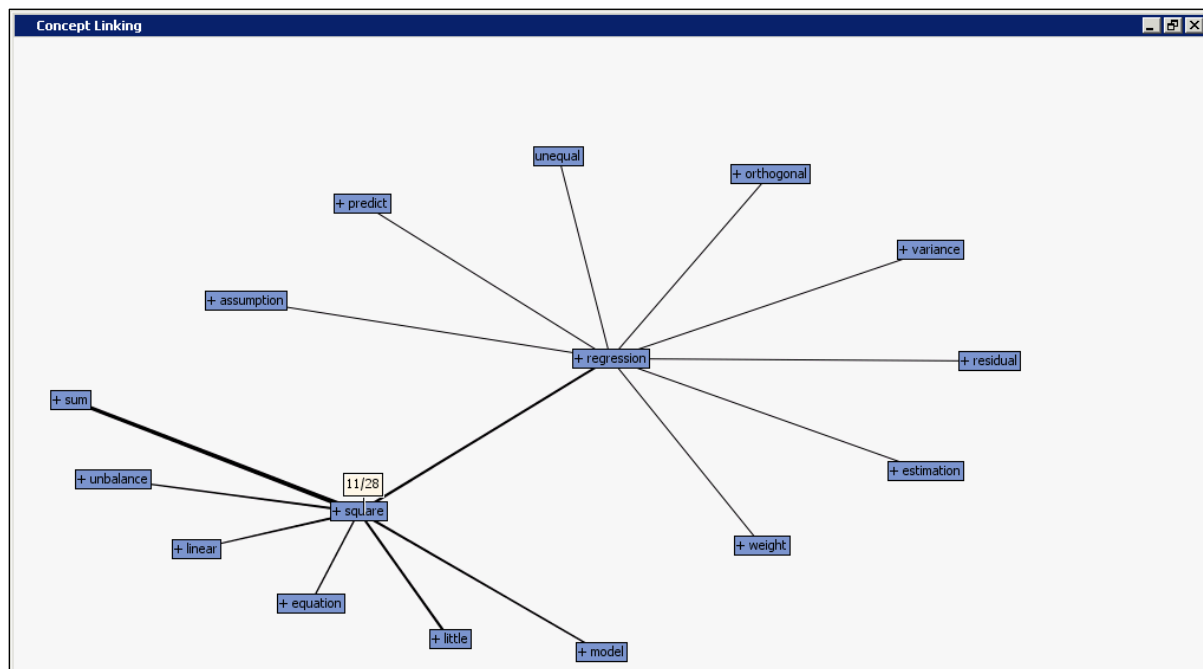 Concept Linking
unequal
+ orthogonal
+ predict
+ variance
+ assumption
+ regression
+ residual
+ sum
+ estimation
+ unbalance
11/28
+ square
+ weight
+ linear
+ equation
+ little
+ model